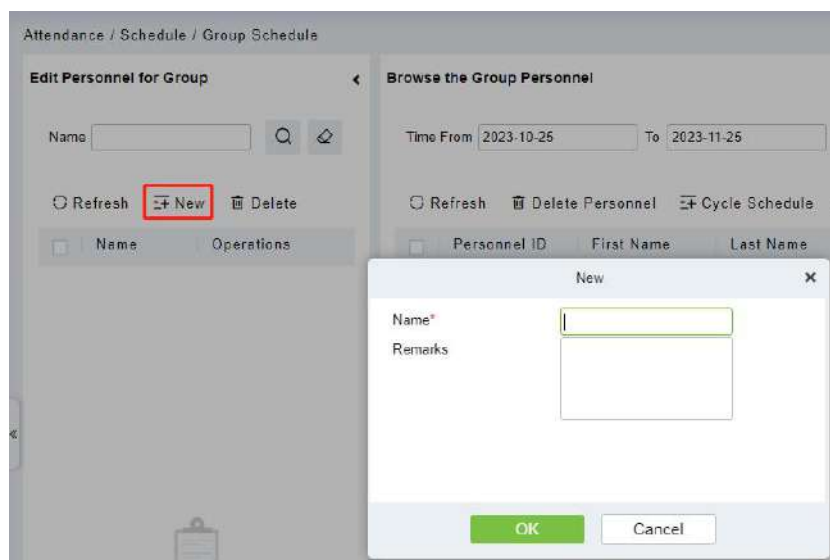 Attendance / Schedule / Group Schedule
Edit Personnel for Group
Browse the Group Personnel
Name
Time From 2023-10-25 To 2023-11-25
Refresh New Delete
Refresh Delete Personnel Cycle Schedule
Name Operations
Personnel ID First Name Last Name
New
Name*
Remarks
OK Cancel